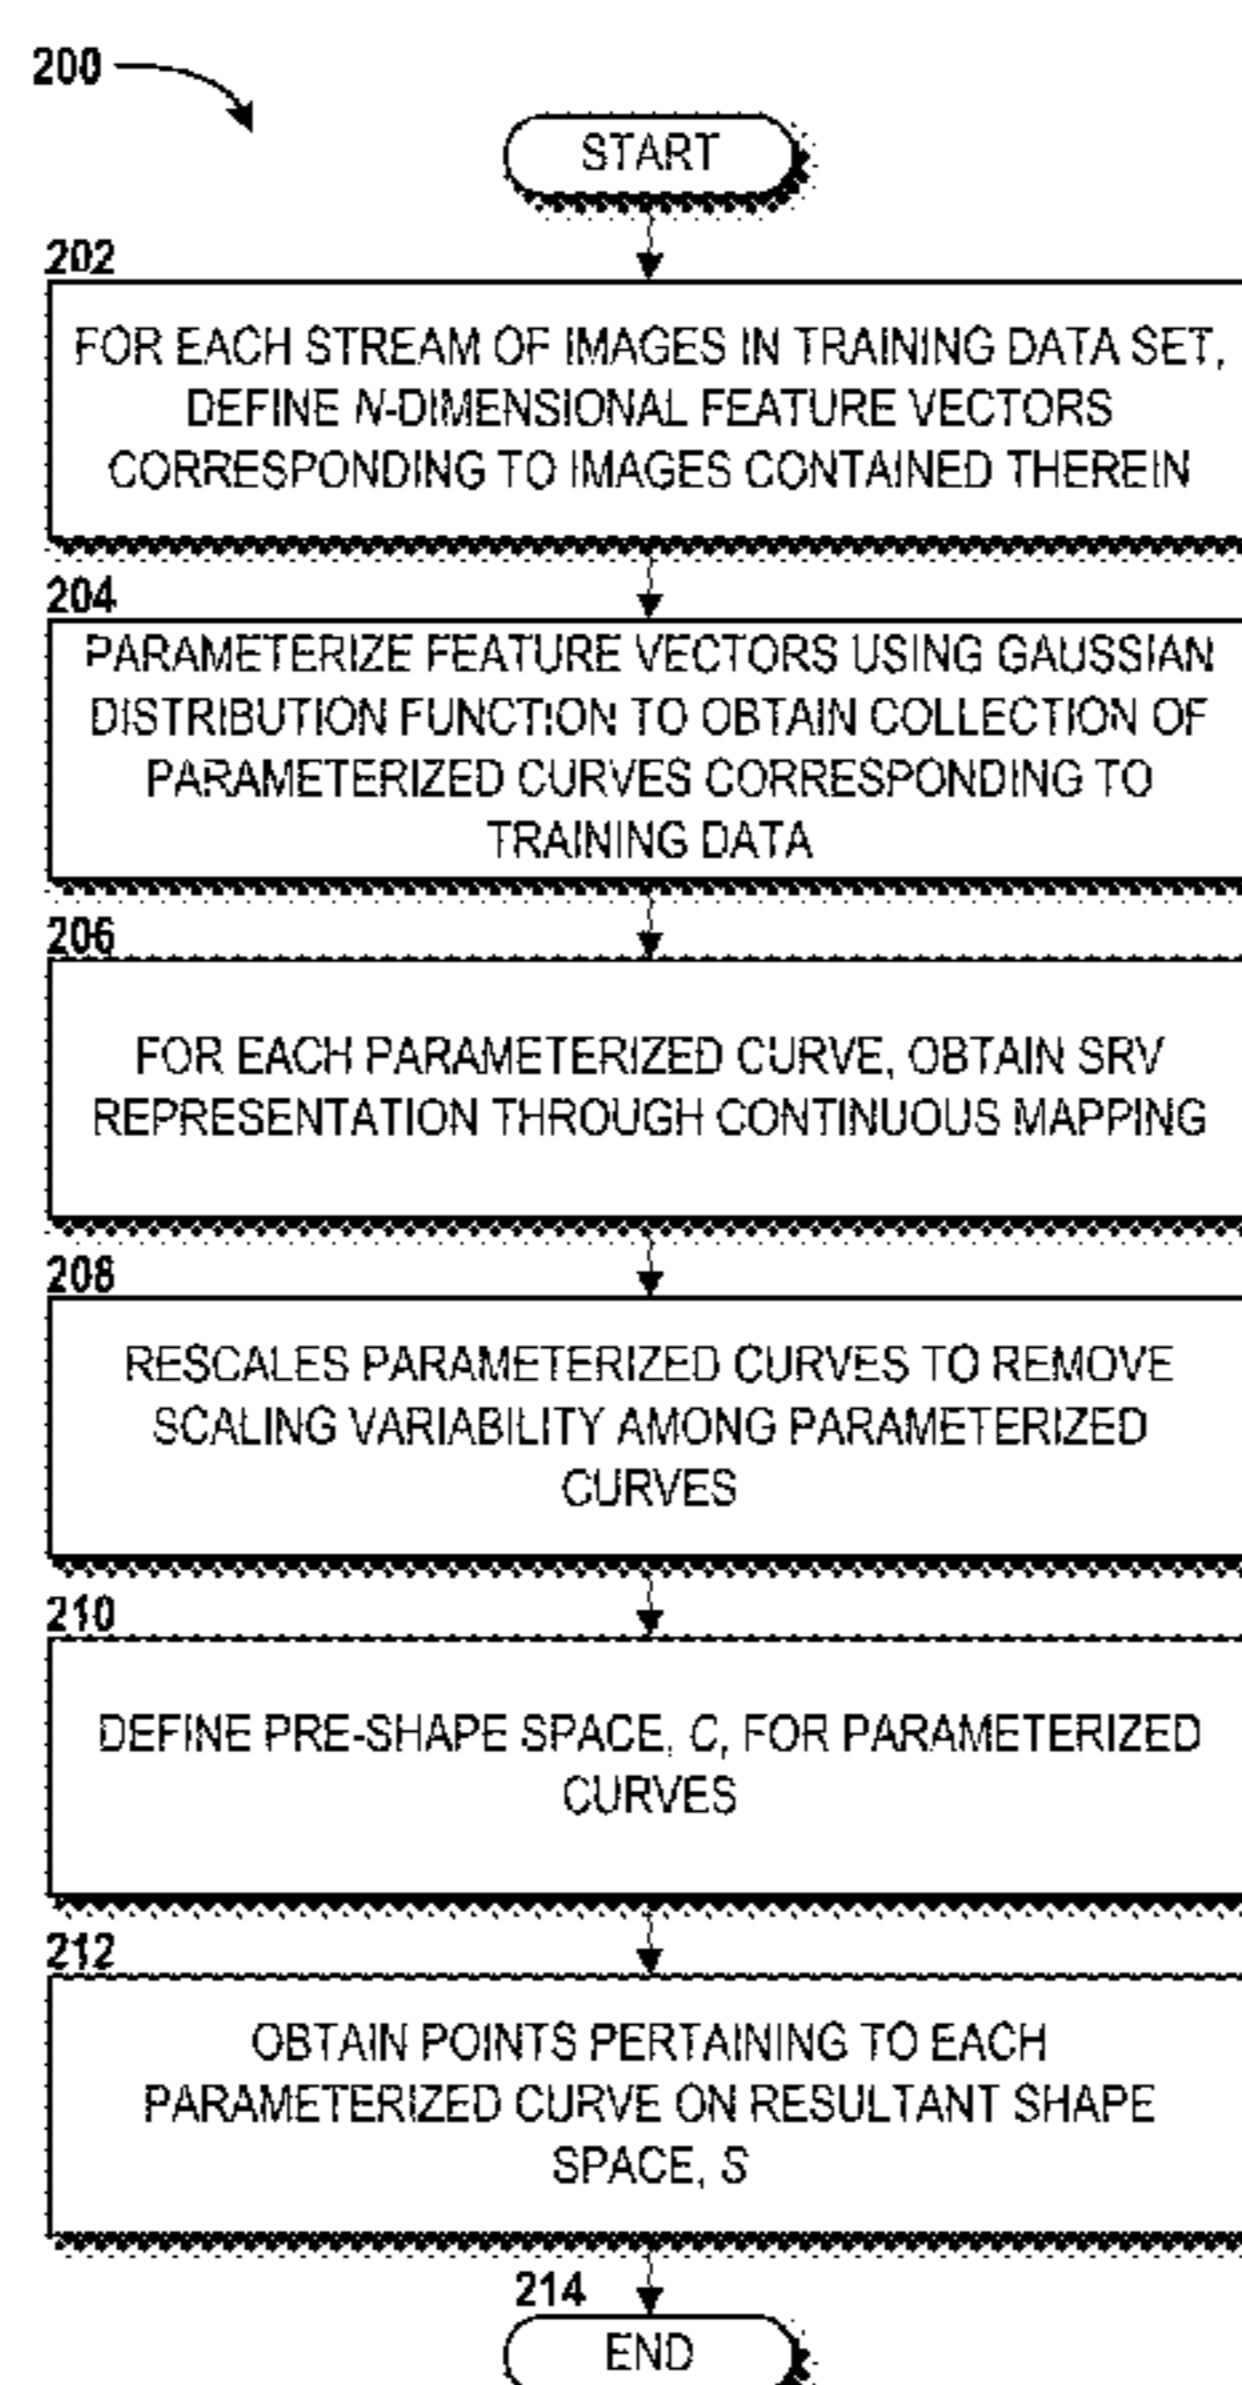 200
START
202
FOR EACH STREAM OF IMAGES IN TRAINING DATA SET,
DEFINE N-DIMENSIONAL FEATURE VECTORS
CORRESPONDING TO IMAGES CONTAINED THEREIN
204
PARAMETERIZE FEATURE VECTORS USING GAUSSIAN
DISTRIBUTION FUNCTION TO OBTAIN COLLECTION OF
PARAMETERIZED CURVES CORRESPONDING TO
TRAINING DATA
206
FOR EACH PARAMETERIZED CURVE, OBTAIN SRV
REPRESENTATION THROUGH CONTINUOUS MAPPING
208
RESCALES PARAMETERIZED CURVES TO REMOVE
SCALING VARIABILITY AMONG PARAMETERIZED
CURVES
210
DEFINE PRE-SHAPE SPACE, C, FOR PARAMETERIZED
CURVES
212
OBTAIN POINTS PERTAINING TO EACH
PARAMETERIZED CURVE ON RESULTANT SHAPE
SPACE, S
214
END